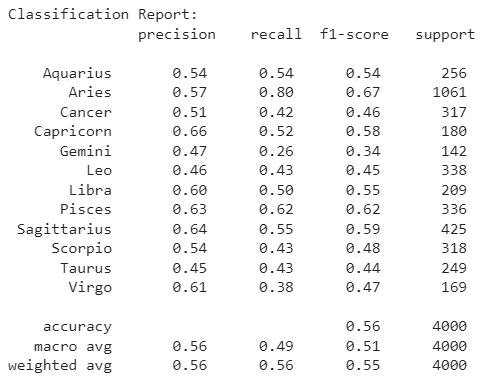 Classification Report:
precision recall f1-score support
Aquarius 0.54 0.54 0.54 256
Aries 0.57 0.80 0.67 1061
Cancer 0.51 0.42 0.46 317
Capricorn 0.66 0.52 0.58 180
Gemini 0.47 0.26 0.34 142
Leo 0.46 0.43 0.45 338
Libra 0.60 0.50 0.55 209
Pisces 0.63 0.62 0.62 336
Sagittarius 0.64 0.55 0.59 425
Scorpio 0.54 0.43 0.48 318
Taurus 0.45 0.43 0.44 249
Virgo 0.61 0.38 0.47 169
accuracy 0.56 4000
macro avg 0.56 0.49 0.51 4000
weighted avg 0.56 0.56 0.55 4000